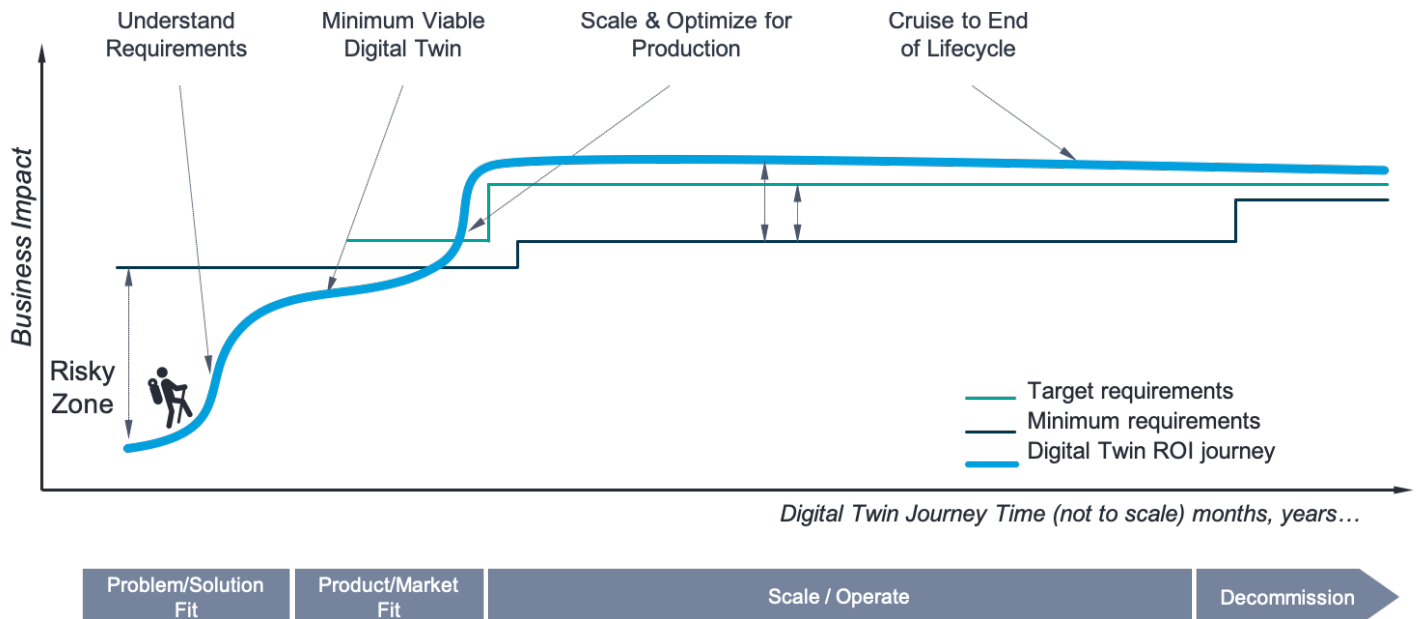 Understand
Requirements
Minimum Viable
Digital Twin
Scale & Optimize for
Production
Cruise to End
of Lifecycle
Business Impact
Risky
Zone
Target requirements
Minimum requirements
Digital Twin ROI journey
Digital Twin Journey Time (not to scale) months, years…
Problem/Solution
Fit
Product/Market
Fit
Scale / Operate
Decommission